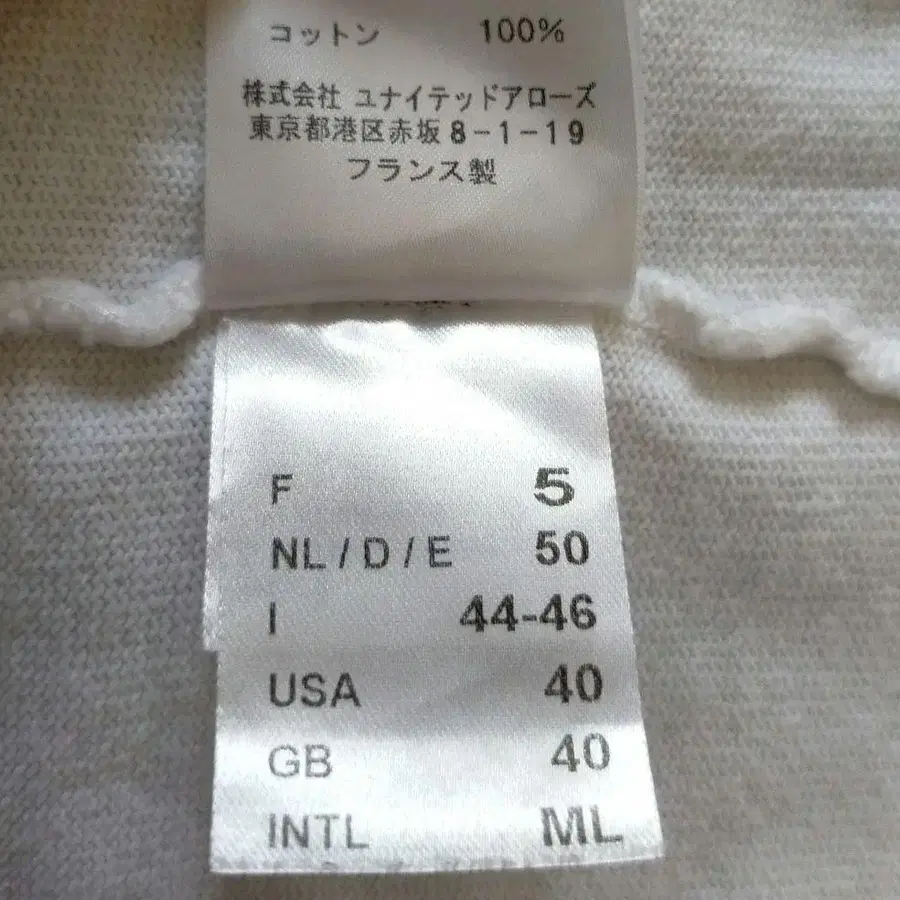 コットン 100%
株式会社 ユナイテッドアローズ
東京都港区赤坂8-1-19
フランス製
F 5
NL / D / E 50
I 44-46
USA 40
GB 40
INTL ML